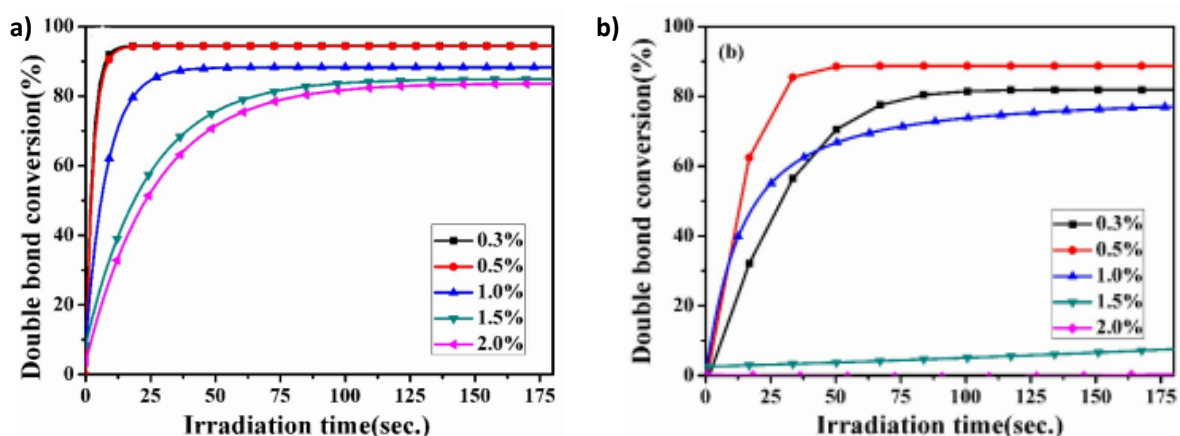 a)
Double bond conversion(%)
100
80
60
40
20
0
0.3%
0.5%
1.0%
1.5%
2.0%
0 25 50 75 100 125 150 175
Irradiation time(sec.)
b)
(b)
Double bond conversion(%)
100
80
60
40
20
0
0.3%
0.5%
1.0%
1.5%
2.0%
0 25 50 75 100 125 150 175
Irradiation time(sec.)